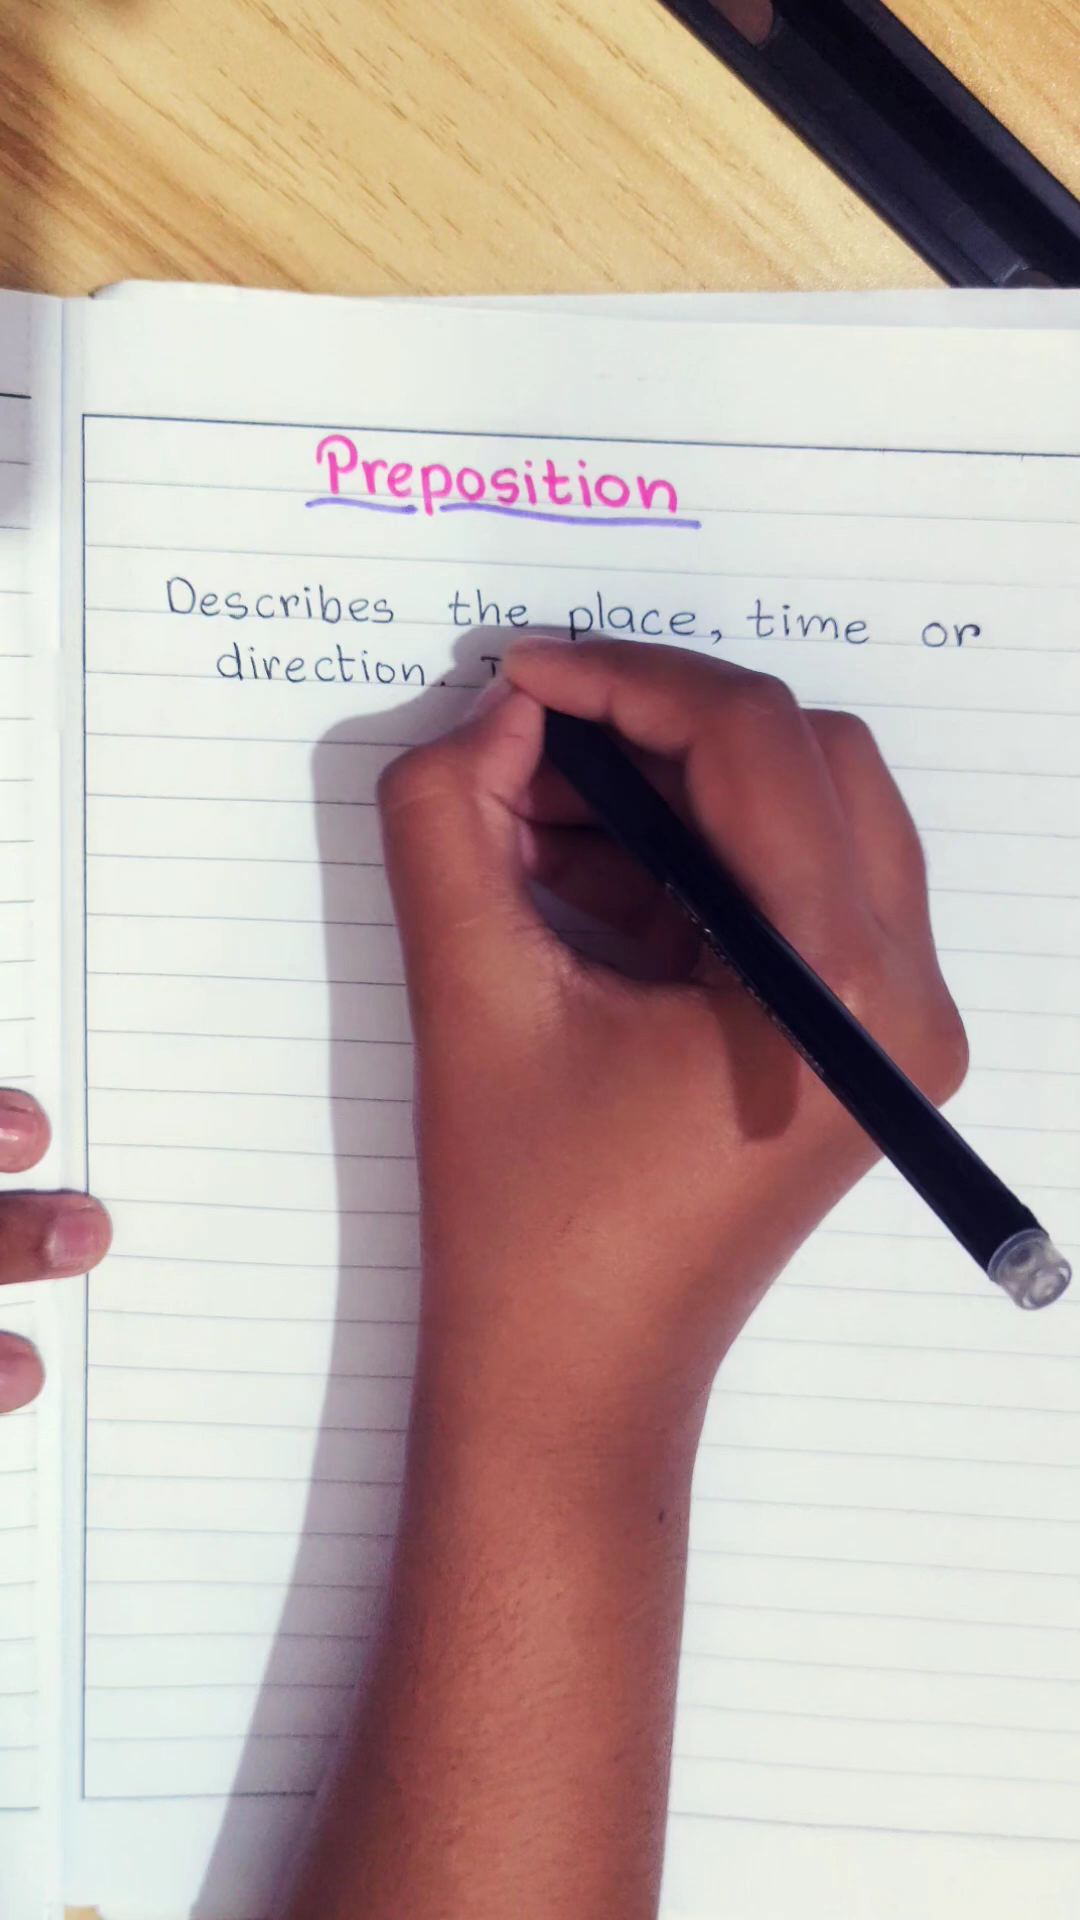 Preposition
Describes the place, time or
direction.